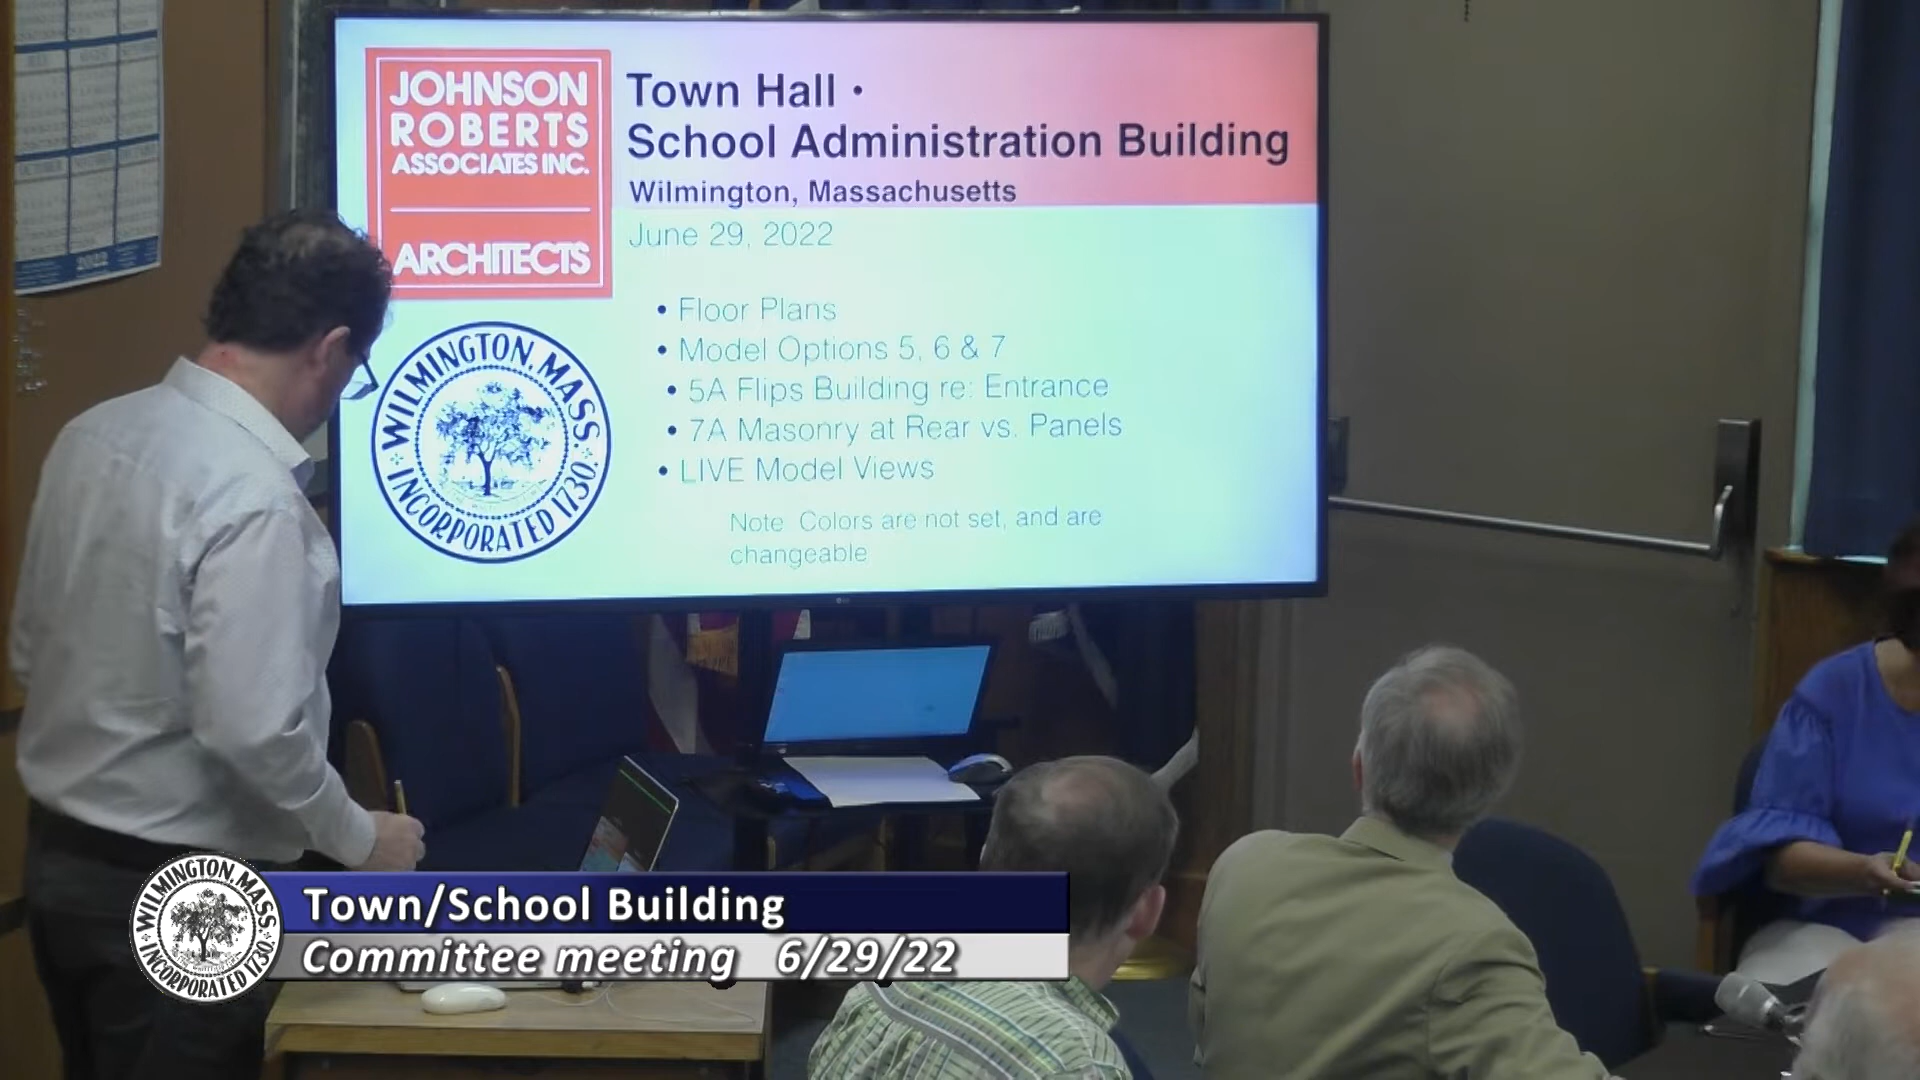 JOHNSON
ROBERTS
ASSOCIATES INC.
ARCHITECTS
Town Hall •
School Administration Building
Wilmington, Massachusetts
June 29, 2022
• Floor Plans
• Model Options 5, 6 & 7
• 5A Flips Building re: Entrance
• 7A Masonry at Rear vs. Panels
• LIVE Model Views
Note Colors are not set, and are
changeable
WILMINGTON, MASS.
INCORPORATED 1730.
2022
WILMINGTON, MASS.
INCORPORATED 1730.
Town/School Building
Committee meeting 6/29/22